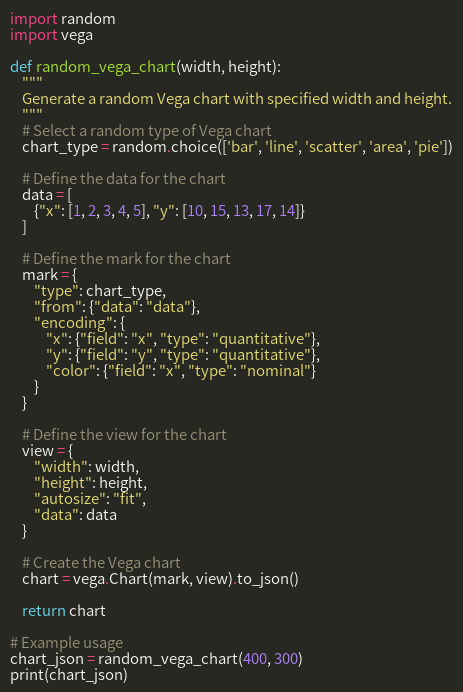 import random
import vega

def random_vega_chart(width, height):
    """
    Generate a random Vega chart with specified width and height.
    """
    # Select a random type of Vega chart
    chart_type = random.choice(['bar', 'line', 'scatter', 'area', 'pie'])

    # Define the data for the chart
    data = [
        {"x": [1, 2, 3, 4, 5], "y": [10, 15, 13, 17, 14]}
    ]

    # Define the mark for the chart
    mark = {
        "type": chart_type,
        "from": {"data": "data"},
        "encoding": {
            "x": {"field": "x", "type": "quantitative"},
            "y": {"field": "y", "type": "quantitative"},
            "color": {"field": "x", "type": "nominal"}
        }
    }

    # Define the view for the chart
    view = {
        "width": width,
        "height": height,
        "autosize": "fit",
        "data": data
    }

    # Create the Vega chart
    chart = vega.Chart(mark, view).to_json()

    return chart

# Example usage
chart_json = random_vega_chart(400, 300)
print(chart_json)